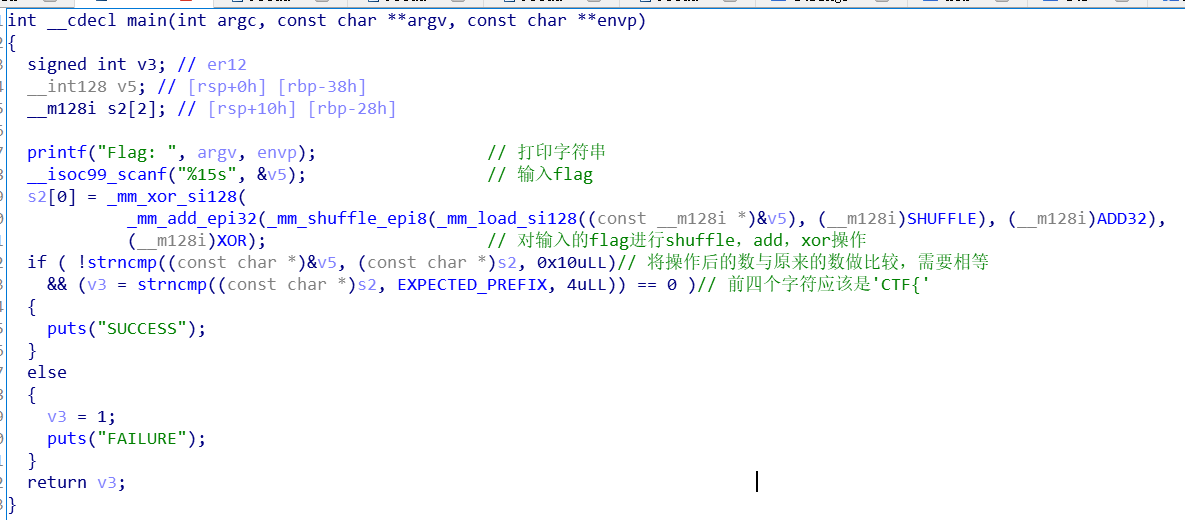 int __cdecl main(int argc, const char **argv, const char **envp)
{
signed int v3; // er12
__int128 v5; // [rsp+0h] [rbp-38h]
__m128i s2[2]; // [rsp+10h] [rbp-28h]
printf("Flag: ", argv, envp); // 打印字符串
__isoc99_scanf("%15s", &v5); // 输入flag
s2[0] = _mm_xor_si128(
_mm_add_epi32(_mm_shuffle_epi8(_mm_load_si128((const __m128i *)&v5), (__m128i)SHUFFLE), (__m128i)ADD32),
(__m128i)XOR); // 对输入的flag进行shuffle，add，xor操作
if ( !strncmp((const char *)&v5, (const char *)s2, 0x10uLL)// 将操作后的数与原来的数做比较，需要相等
&& (v3 = strncmp((const char *)s2, EXPECTED_PREFIX, 4uLL)) == 0 )// 前四个字符应该是'CTF{'
{
puts("SUCCESS");
}
else
{
v3 = 1;
puts("FAILURE");
}
return v3;
}